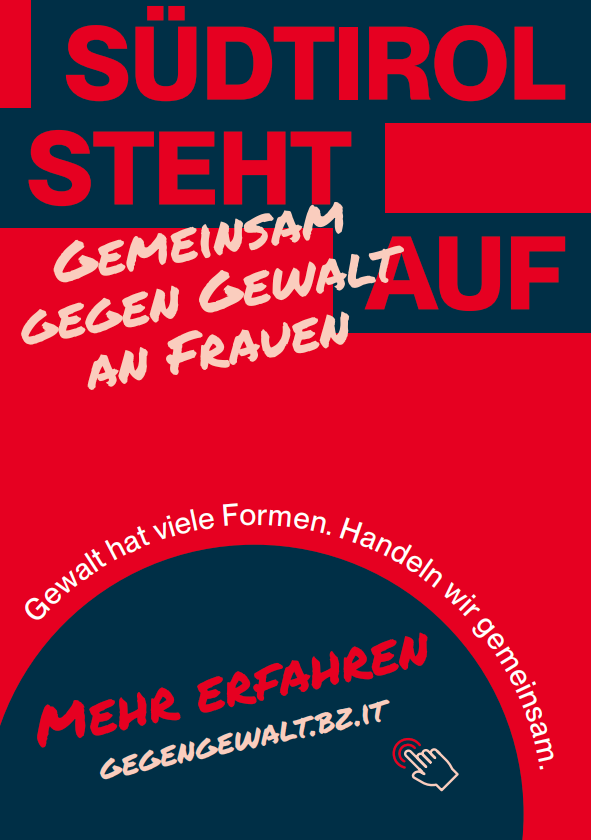 SÜDTIROL
STEHT
AUF
GEMEINSAM
GEGEN GEWALT
AN FRAUEN
Gewalt hat viele Formen. Handeln wir gemeinsam.
MEHR ERFAHREN
GEGENGEWALT.BZ.IT